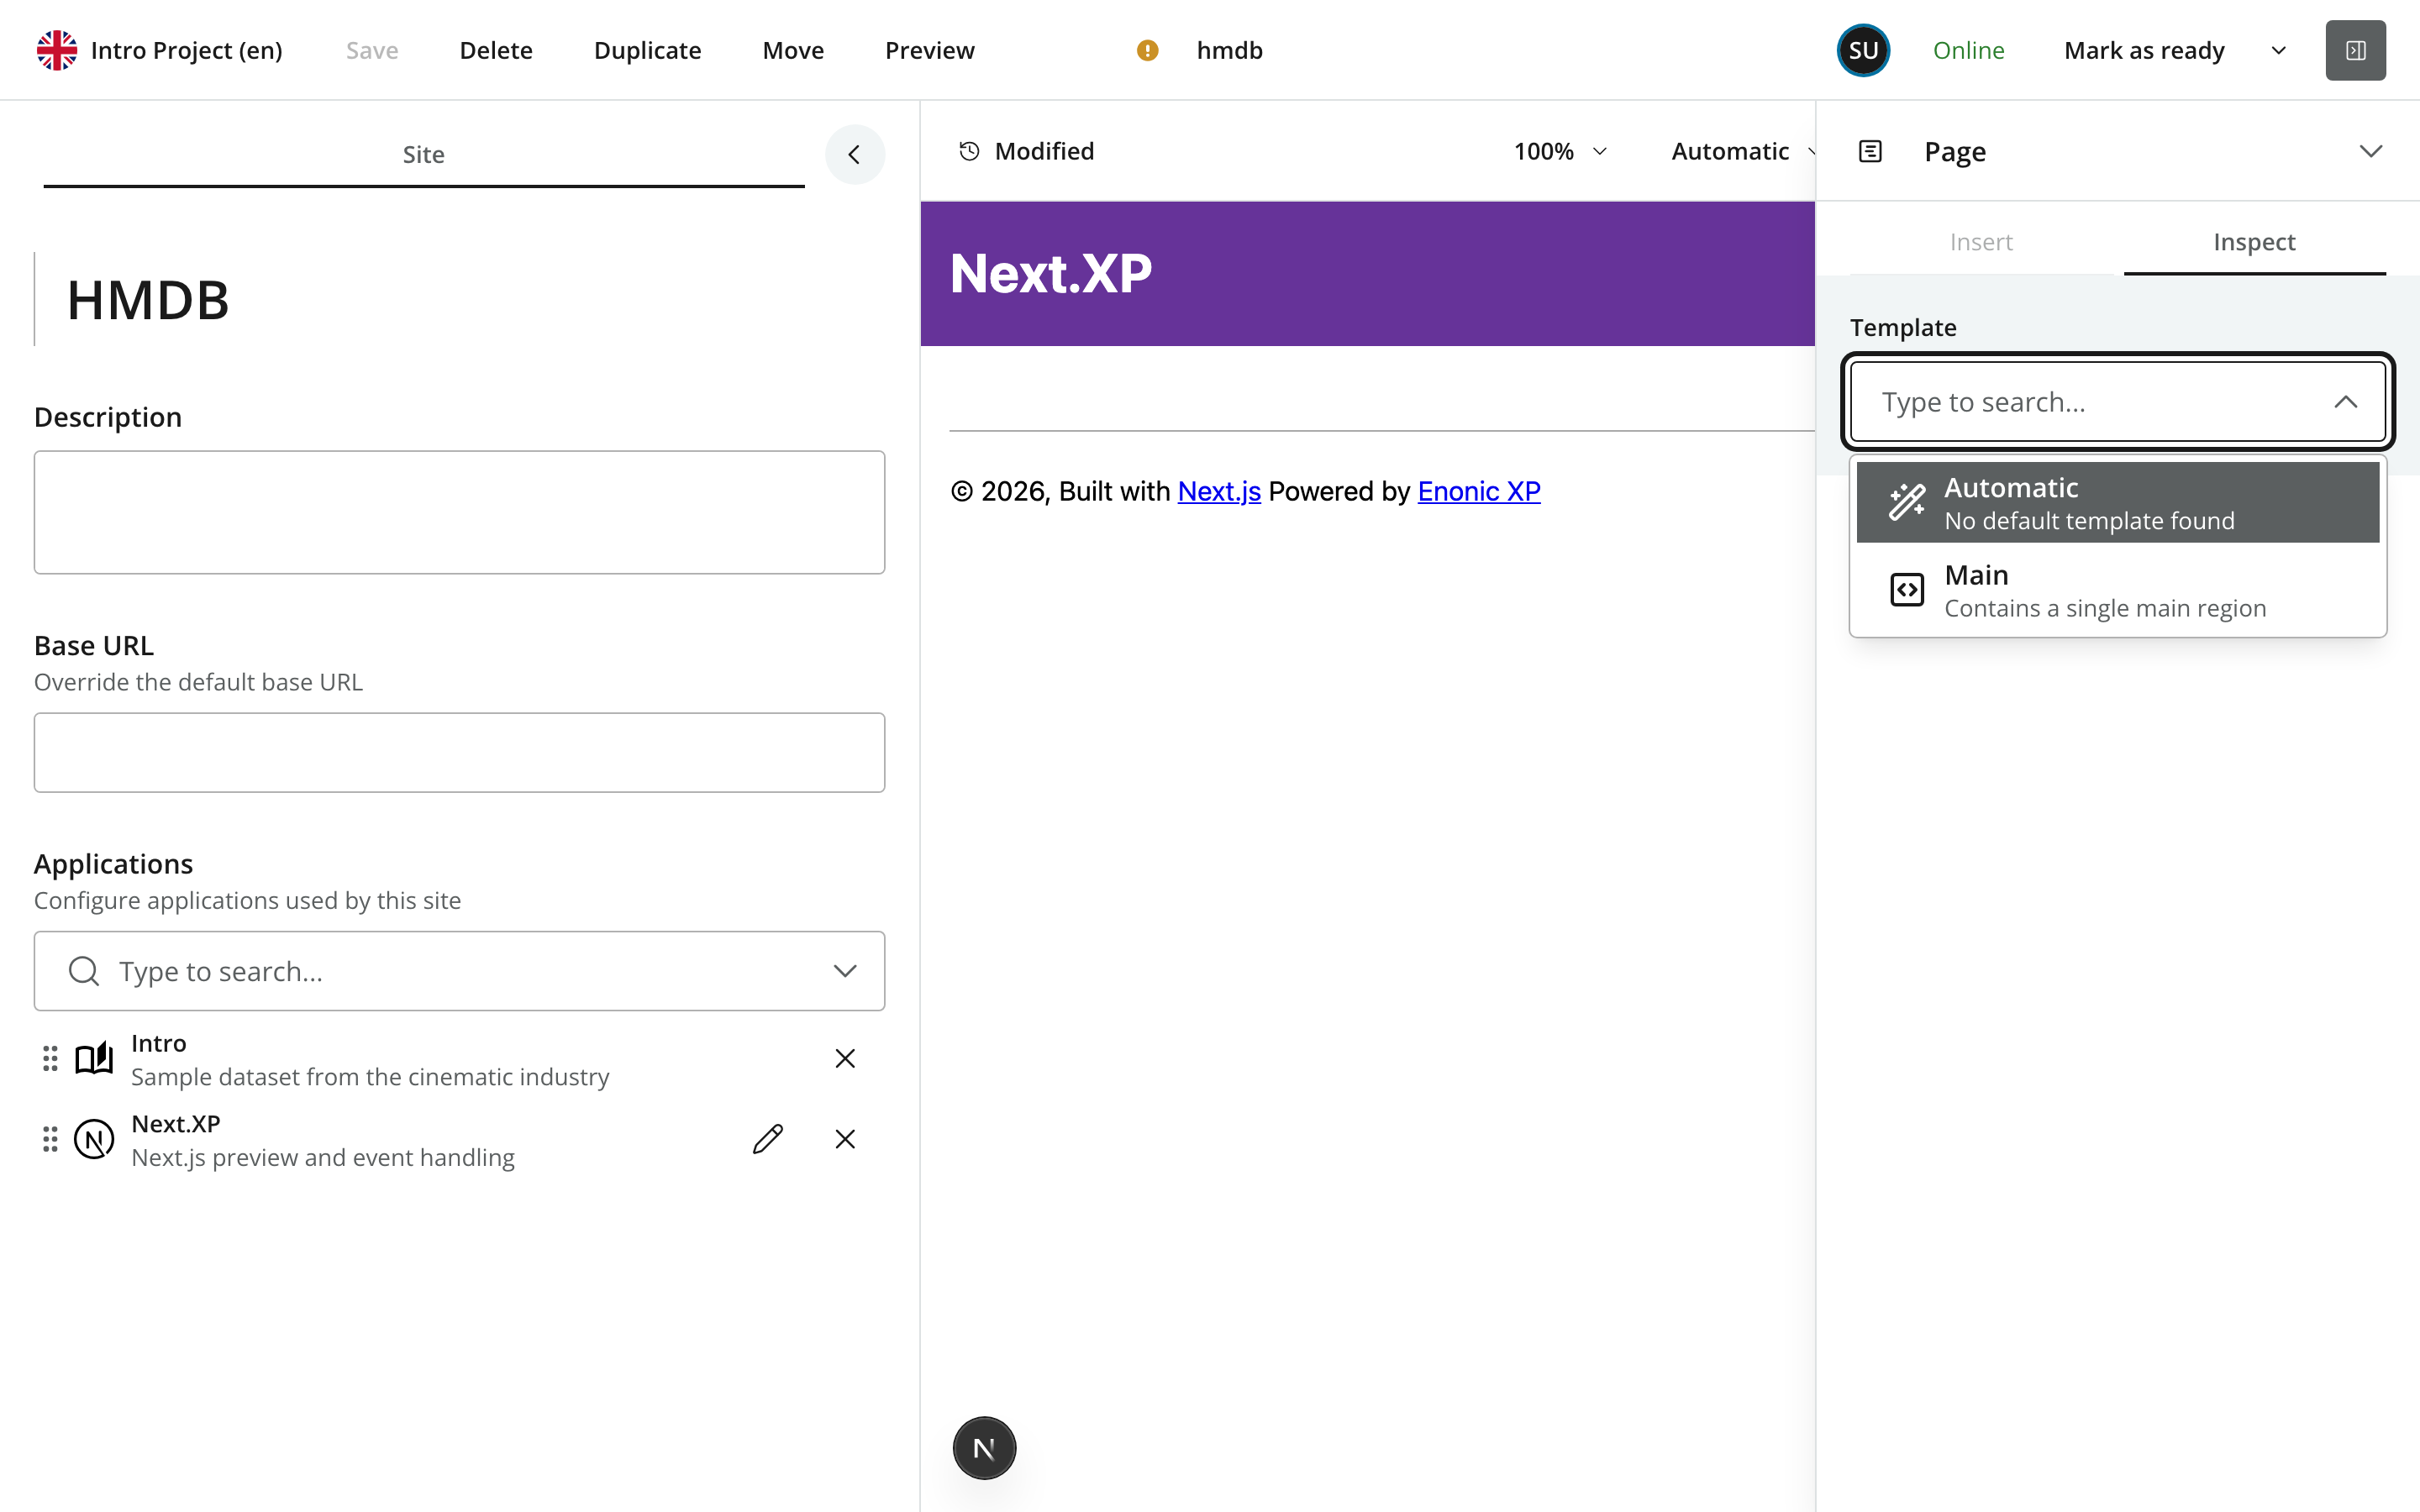 Intro Project (en)
Save
Delete
Duplicate
Move
Preview
hmdb
SU
Online
Mark as ready
Site
HMDB
Description
Base URL
Override the default base URL
Applications
Configure applications used by this site
Type to search...
Intro
Sample dataset from the cinematic industry
N
Next.XP
Next.js preview and event handling
Modified
100%
Automatic
Next.XP
© 2026, Built with Next.js Powered by Enonic XP
N
Page
Insert
Inspect
Template
Type to search...
Automatic
No default template found
Main
Contains a single main region